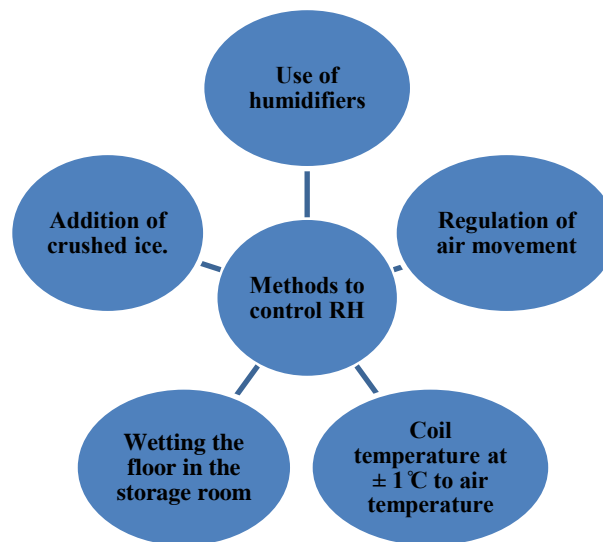 Use of
humidifiers
Addition of
crushed ice.
Regulation of
air movement
Methods to
control RH
Wetting the
floor in the
storage room
Coil
temperature at
± 1℃ to air
temperature